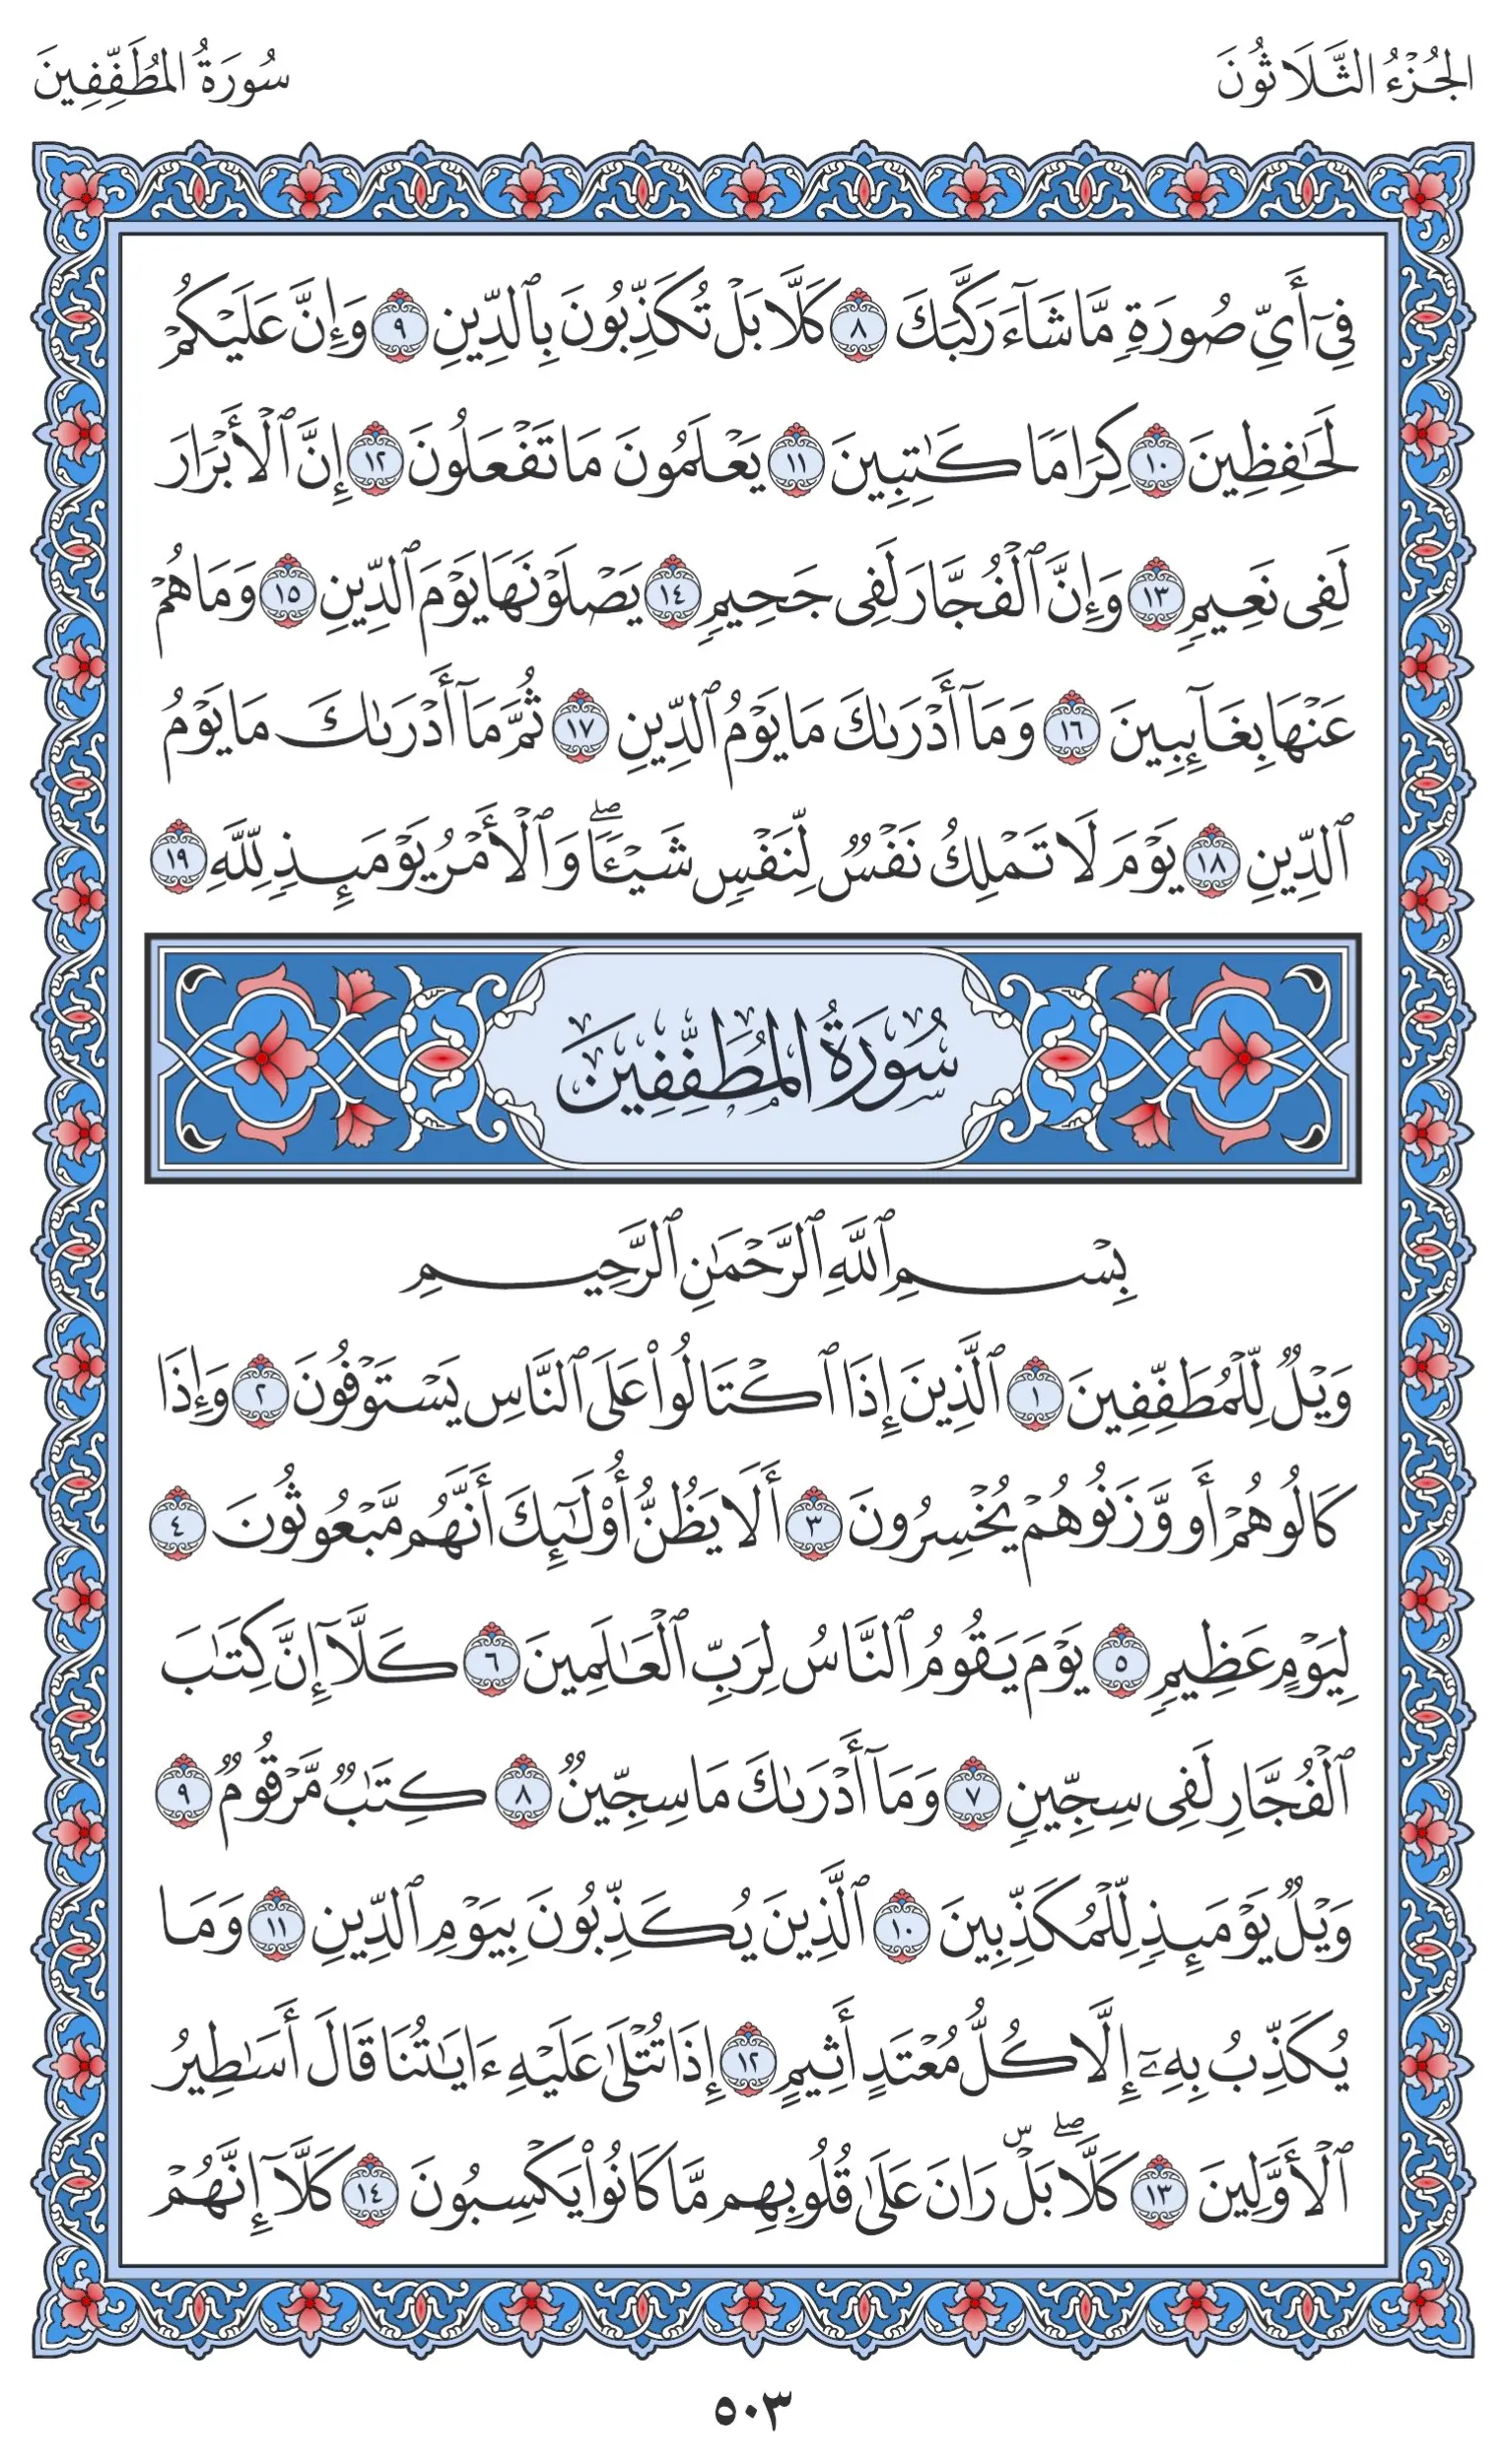 الجُزْءُ الثَّلَاثُونَ
سُورَةُ المُطَفِّفِينَ
فِىٓ أَىِّ صُورَةٍ مَّا شَآءَ رَكَّبَكَ ٨ كَلَّا بَلْ تُكَذِّبُونَ بِٱلدِّينِ ٩ وَإِنَّ عَلَيْكُمْ
لَحَٰفِظِينَ ١٠ كِرَامًا كَٰتِبِينَ ١١ يَعْلَمُونَ مَا تَفْعَلُونَ ١٢ إِنَّ ٱلْأَبْرَارَ
لَفِى نَعِيمٍ ١٣ وَإِنَّ ٱلْفُجَّارَ لَفِى جَحِيمٍ ١٤ يَصْلَوْنَهَا يَوْمَ ٱلدِّينِ ١٥ وَمَا هُمْ
عَنْهَا بِغَآئِبِينَ ١٦ وَمَآ أَدْرَىٰكَ مَا يَوْمُ ٱلدِّينِ ١٧ ثُمَّ مَآ أَدْرَىٰكَ مَا يَوْمُ
ٱلدِّينِ ١٨ يَوْمَ لَا تَمْلِكُ نَفْسٌ لِّنَفْسٍ شَيْـًٔا ۖ وَٱلْأَمْرُ يَوْمَئِذٍ لِّلَّهِ ١٩
سُورَةُ المُطَفِّفِينَ
بِسْمِ ٱللَّهِ ٱلرَّحْمَٰنِ ٱلرَّحِيمِ
وَيْلٌ لِّلْمُطَفِّفِينَ ١ ٱلَّذِينَ إِذَا ٱكْتَالُوا۟ عَلَى ٱلنَّاسِ يَسْتَوْفُونَ ٢ وَإِذَا
كَالُوهُمْ أَو وَّزَنُوهُمْ يُخْسِرُونَ ٣ أَلَا يَظُنُّ أُو۟لَٰٓئِكَ أَنَّهُم مَّبْعُوثُونَ ٤
لِيَوْمٍ عَظِيمٍ ٥ يَوْمَ يَقُومُ ٱلنَّاسُ لِرَبِّ ٱلْعَٰلَمِينَ ٦ كَلَّآ إِنَّ كِتَٰبَ
ٱلْفُجَّارِ لَفِى سِجِّينٍ ٧ وَمَآ أَدْرَىٰكَ مَا سِجِّينٌ ٨ كِتَٰبٌ مَّرْقُومٌ ٩
وَيْلٌ يَوْمَئِذٍ لِّلْمُكَذِّبِينَ ١٠ ٱلَّذِينَ يُكَذِّبُونَ بِيَوْمِ ٱلدِّينِ ١١ وَمَا
يُكَذِّبُ بِهِۦٓ إِلَّا كُلُّ مُعْتَدٍ أَثِيمٍ ١٢ إِذَا تُتْلَىٰ عَلَيْهِ ءَايَٰتُنَا قَالَ أَسَٰطِيرُ
ٱلْأَوَّلِينَ ١٣ كَلَّا ۖ بَلْ ۜ رَانَ عَلَىٰ قُلُوبِهِم مَّا كَانُوا۟ يَكْسِبُونَ ١٤ كَلَّآ إِنَّهُمْ
٥٠٣